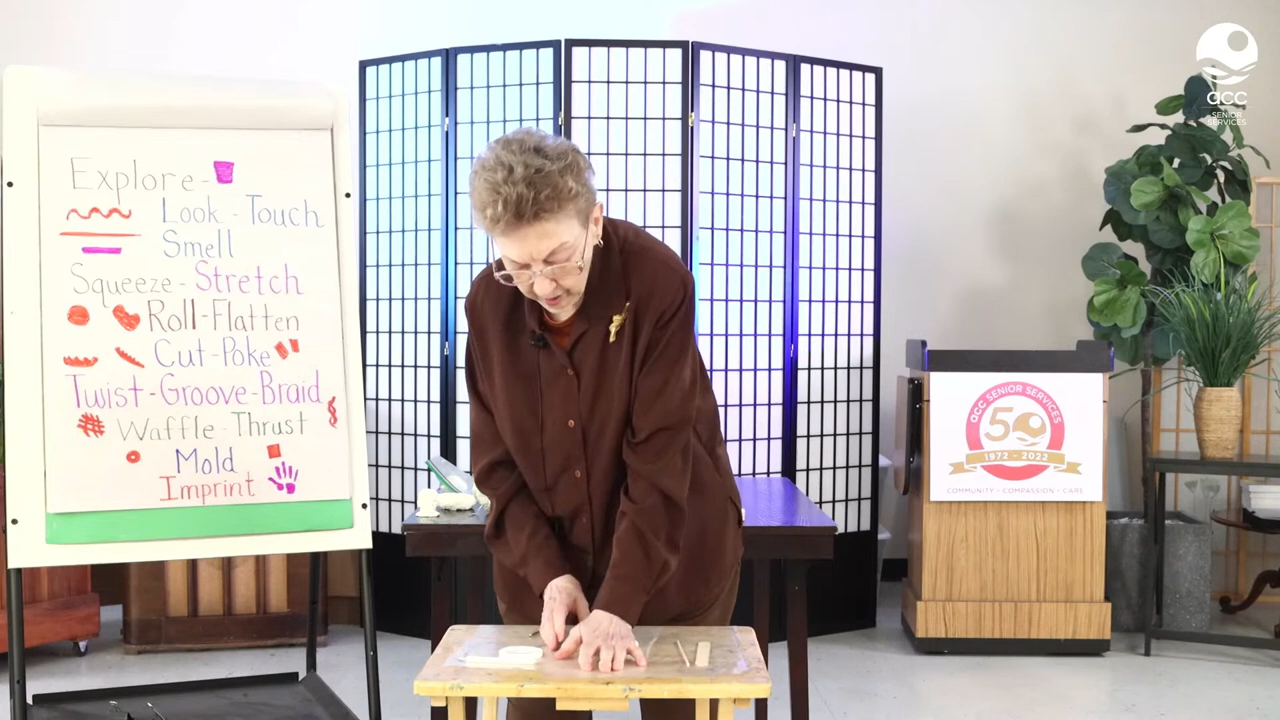 Explore-
Look-Touch
Smell
Squeeze-Stretch
Roll-Flatten
Cut-Poke
Twist-Groove-Braid
Waffle-Thrust
Mold
Imprint
acc
SENIOR
SERVICES
acc SENIOR SERVICES
50
1972 - 2022
COMMUNITY • COMPASSION • CARE